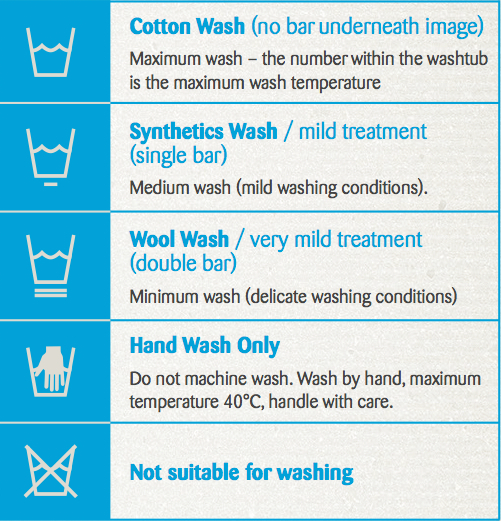 Cotton Wash (no bar underneath image)
Maximum wash – the number within the washtub
is the maximum wash temperature
Synthetics Wash / mild treatment
(single bar)
Medium wash (mild washing conditions).
Wool Wash / very mild treatment
(double bar)
Minimum wash (delicate washing conditions)
Hand Wash Only
Do not machine wash. Wash by hand, maximum
temperature 40°C, handle with care.
Not suitable for washing